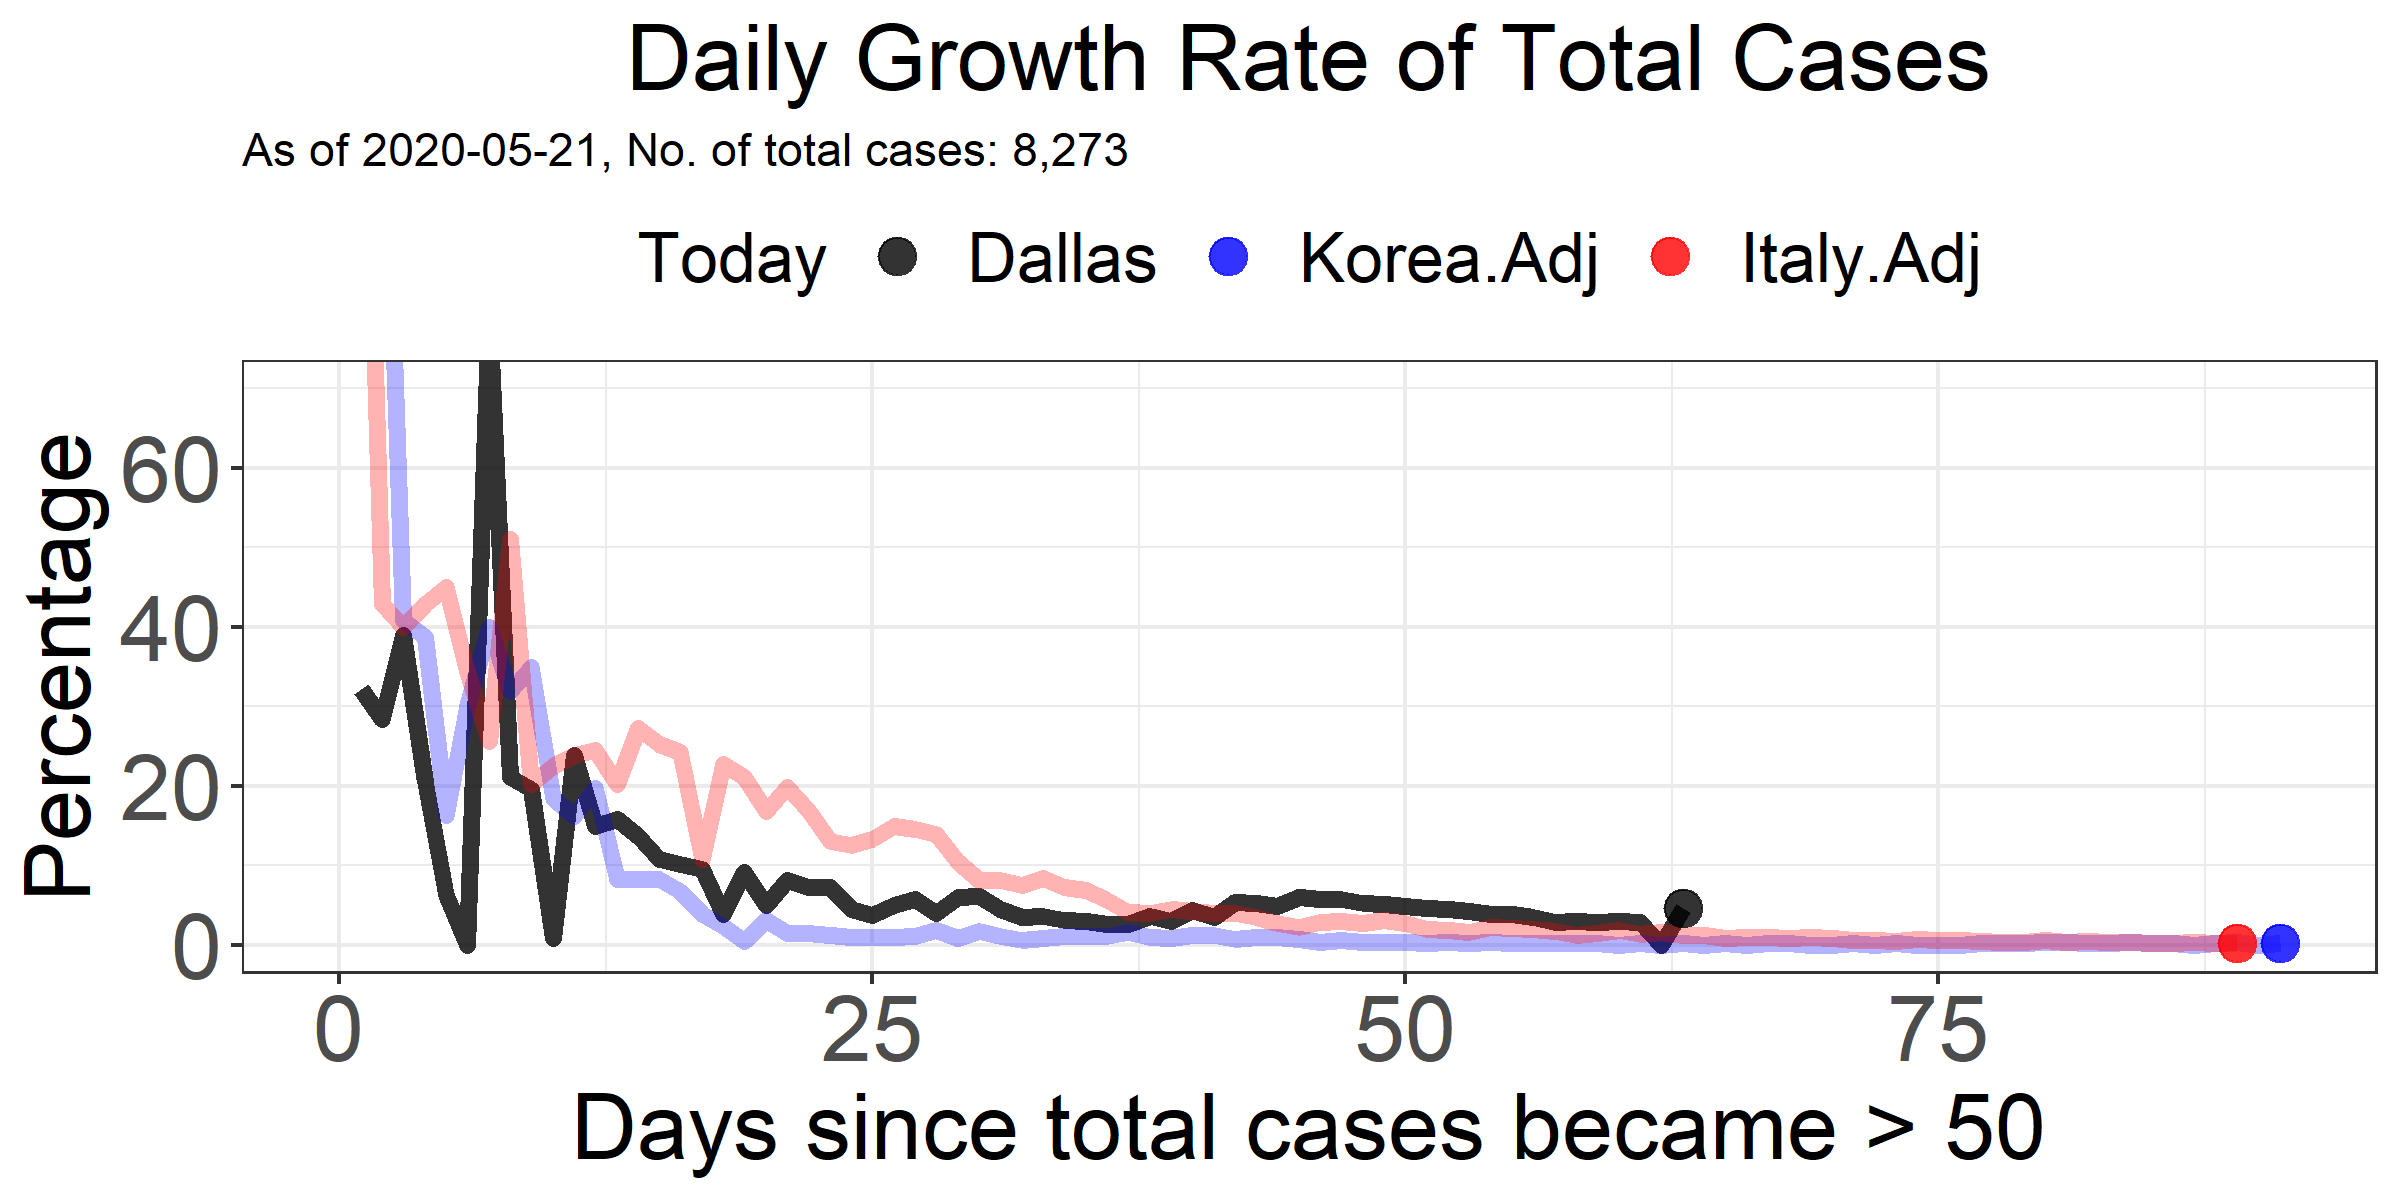 Daily Growth Rate of Total Cases
As of 2020-05-21, No. of total cases: 8,273
Today Dallas Korea.Adj Italy.Adj
Percentage
60
40
20
0
0 25 50 75
Days since total cases became > 50